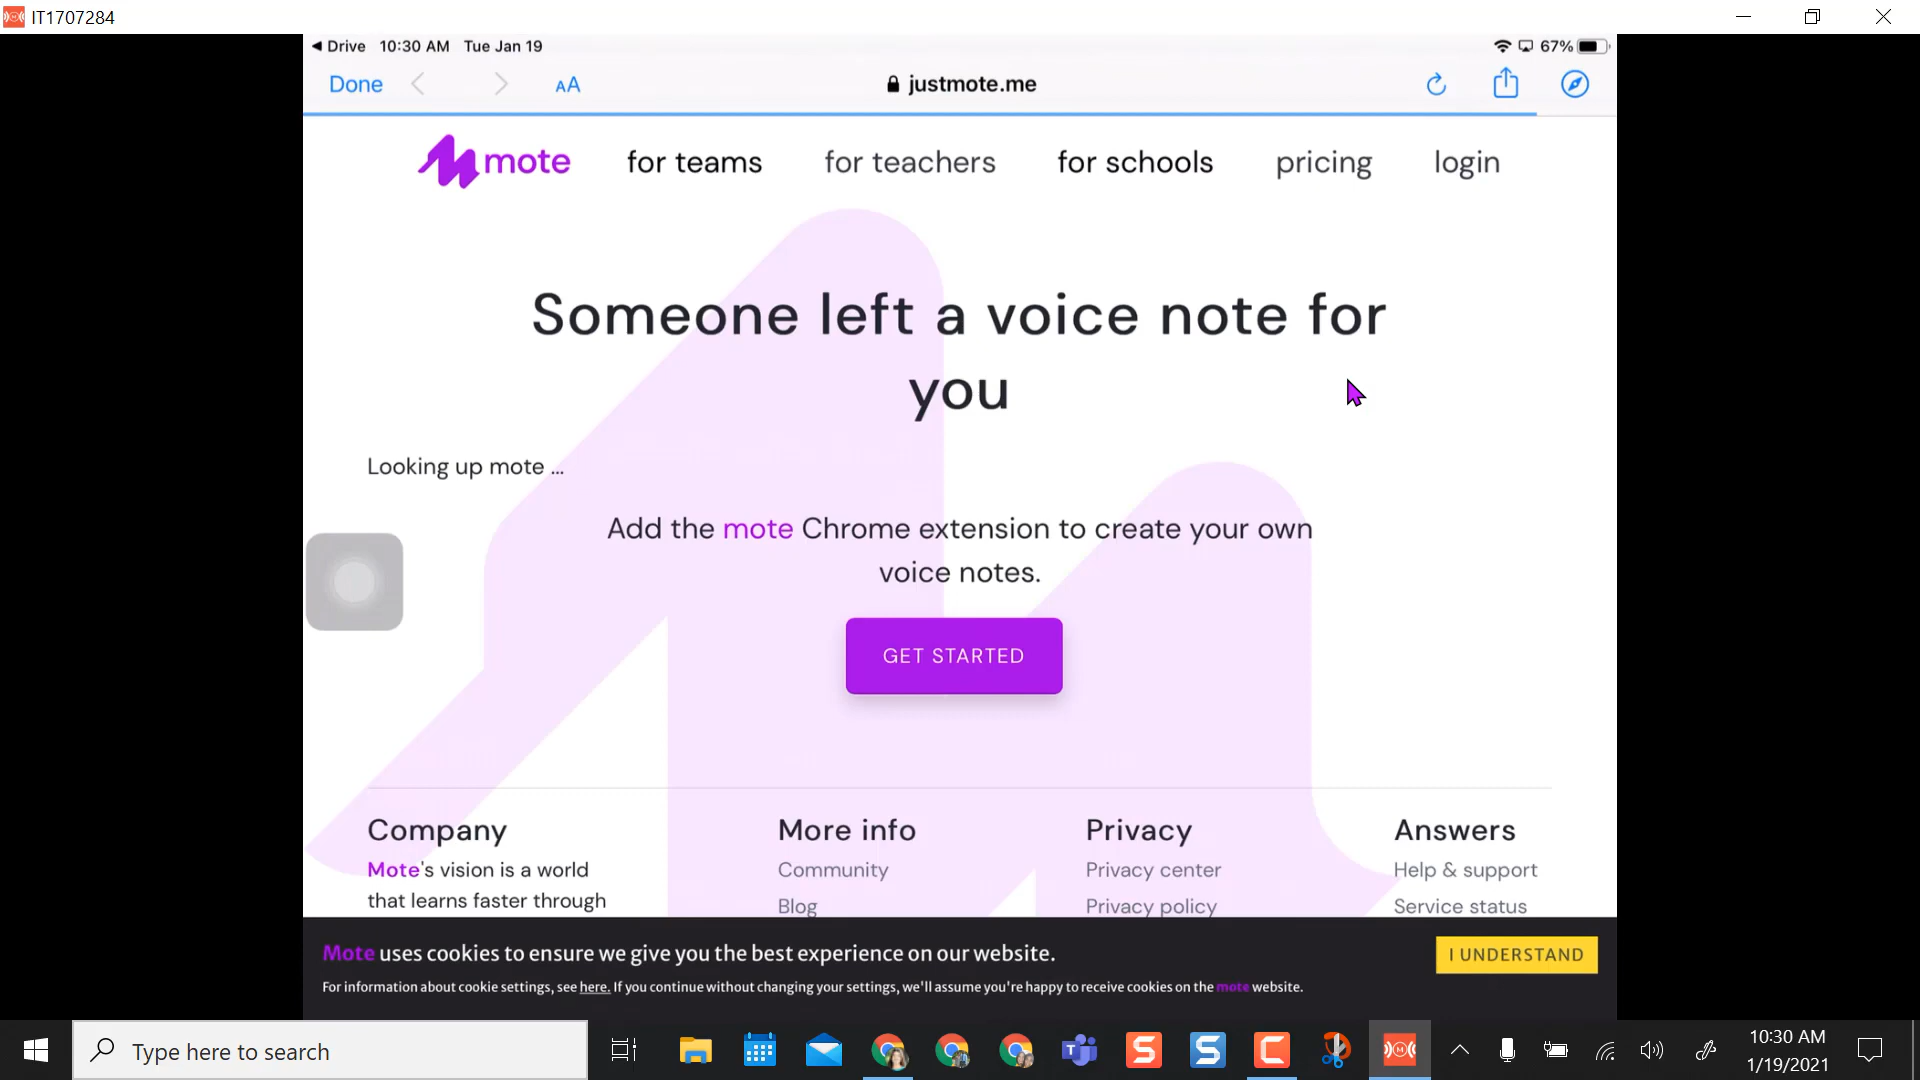 IT1707284
Drive 10:30 AM Tue Jan 19
67%
Done
AA
justmote.me
mote for teams for teachers for schools pricing login
Someone left a voice note for
you
Looking up mote ...
Add the mote Chrome extension to create your own
voice notes.
GET STARTED
Company
Mote's vision is a world
that learns faster through
More info
Community
Blog
Privacy
Privacy center
Privacy policy
Answers
Help & support
Service status
Mote uses cookies to ensure we give you the best experience on our website.
For information about cookie settings, see here. If you continue without changing your settings, we'll assume you're happy to receive cookies on the mote website.
I UNDERSTAND
Type here to search
10:30 AM
1/19/2021